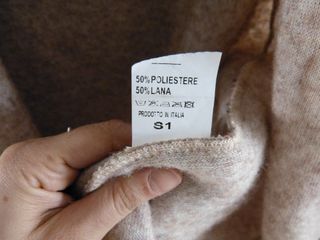 50% POLIESTERE
50% LANA
PRODOTTO IN ITALIA
S1